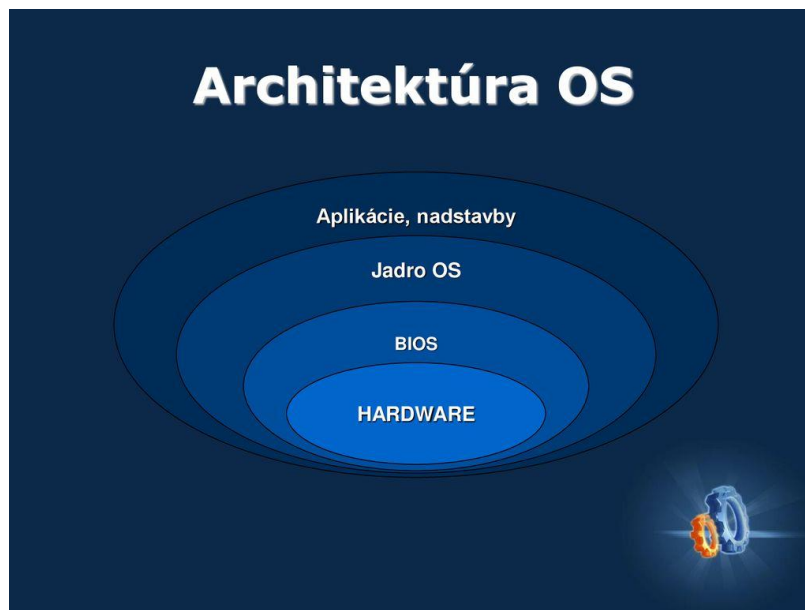 Architektúra OS
Aplikácie, nadstavby
Jadro OS
BIOS
HARDWARE